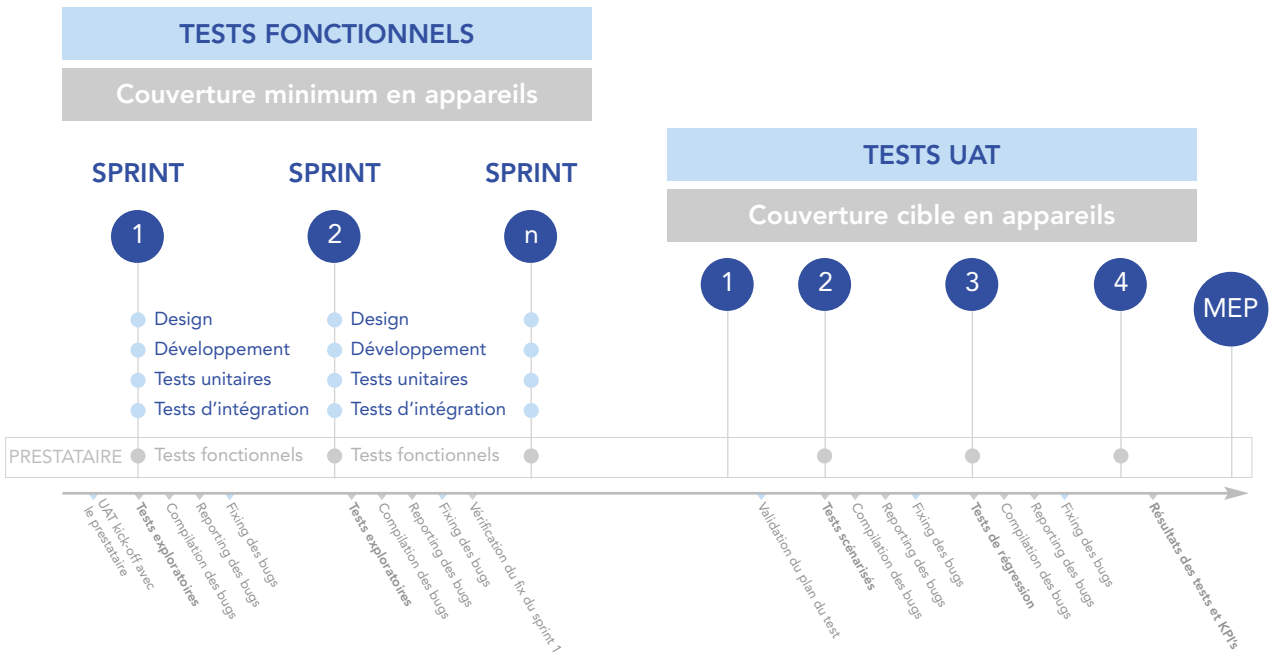 TESTS FONCTIONNELS
Couverture minimum en appareils
SPRINT
SPRINT
SPRINT
1
2
n
Design
Développement
Tests unitaires
Tests d’intégration
Design
Développement
Tests unitaires
Tests d’intégration
TESTS UAT
Couverture cible en appareils
1
2
3
4
MEP
PRESTATAIRE
Tests fonctionnels
Tests fonctionnels
UAT kick-off avec
le prestataire
Tests exploratoires
Compilation des bugs
Reporting des bugs
Fixing des bugs
Tests exploratoires
Compilation des bugs
Reporting des bugs
Fixing des bugs
Vérification du fix du sprint 1
Validation du plan du test
Tests scénarisés
Compilation des bugs
Reporting des bugs
Fixing des bugs
Tests de régression
Compilation des bugs
Reporting des bugs
Fixing des bugs
Résultats des tests et KPI's